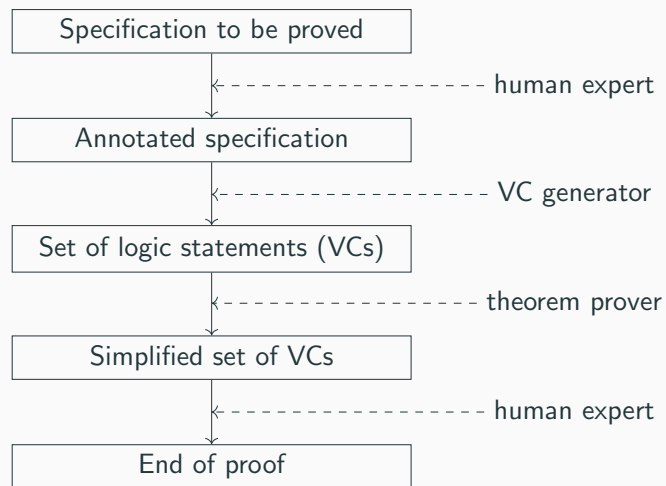 Specification to be proved
human expert
Annotated specification
VC generator
Set of logic statements (VCs)
theorem prover
Simplified set of VCs
human expert
End of proof